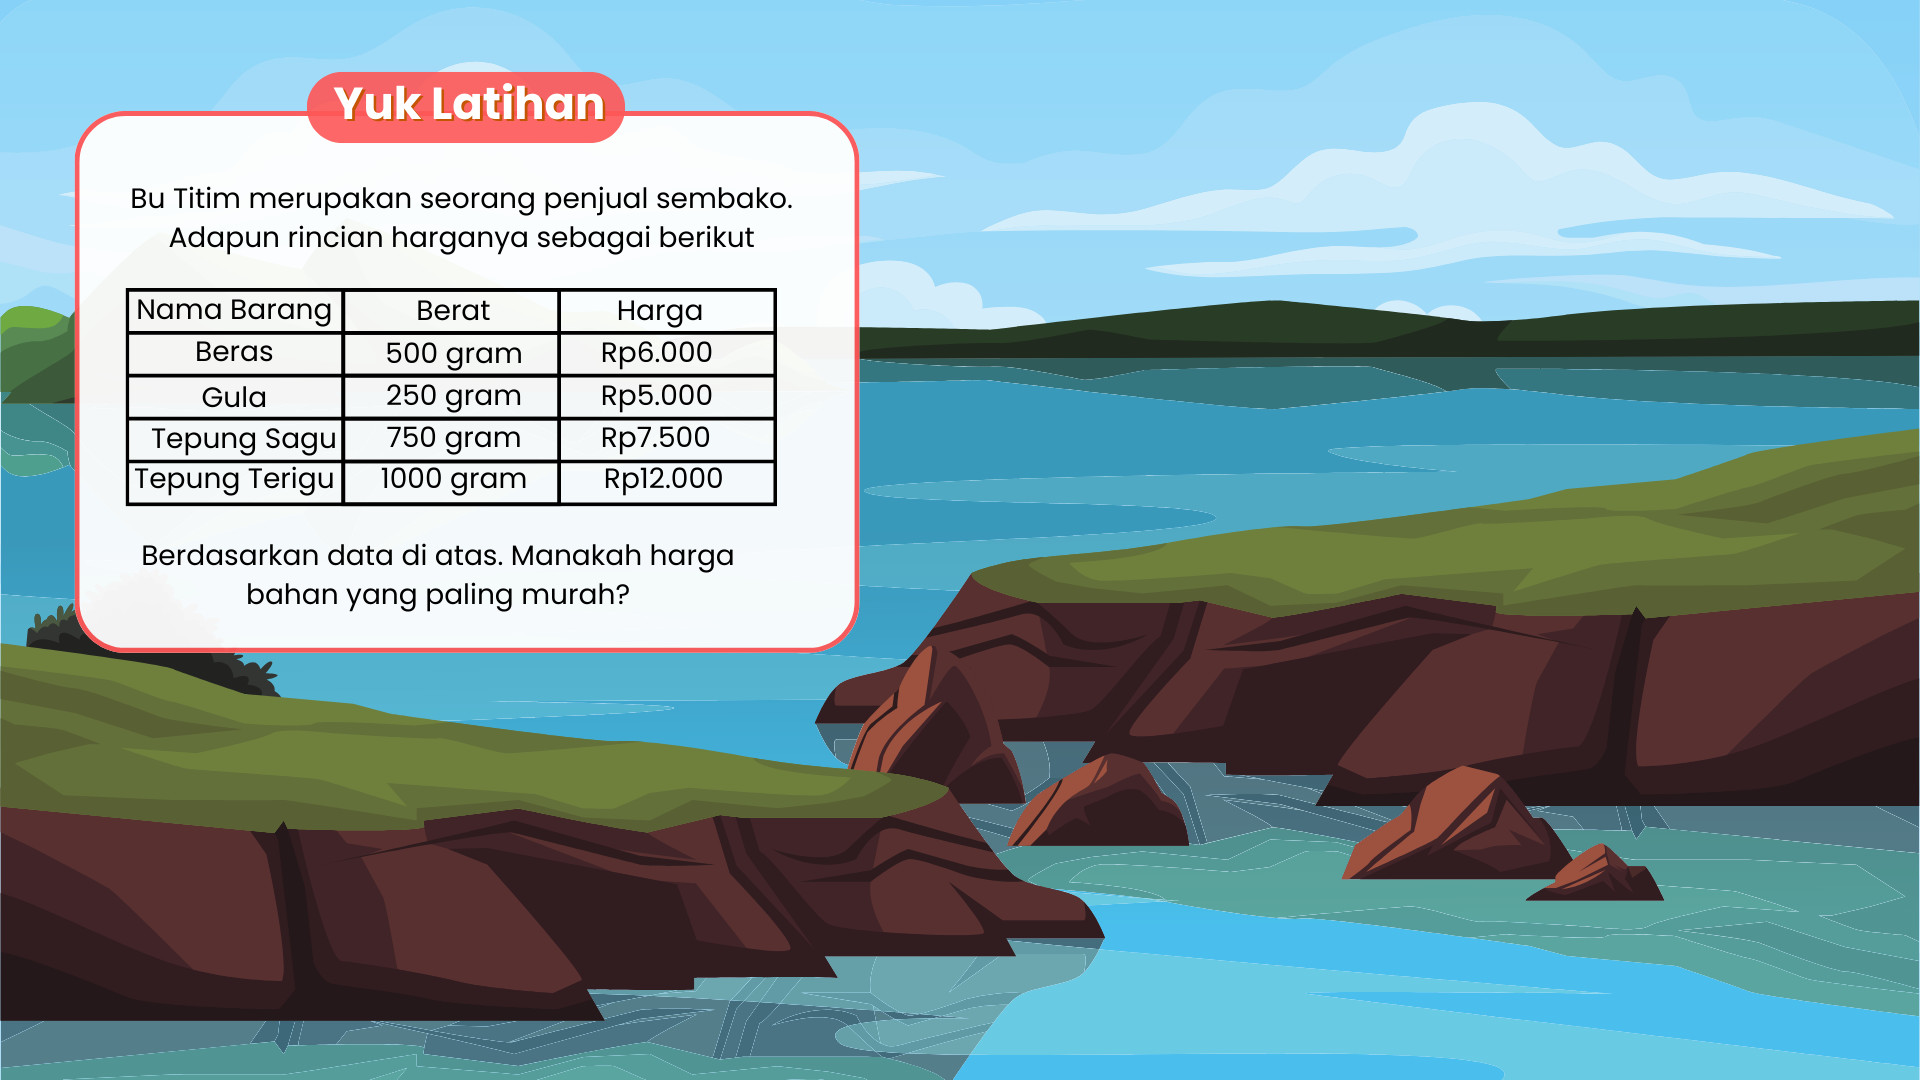 Yuk Latihan
Bu Titim merupakan seorang penjual sembako.
Adapun rincian harganya sebagai berikut
Nama Barang Berat Harga
Beras 500 gram Rp6.000
Gula 250 gram Rp5.000
Tepung Sagu 750 gram Rp7.500
Tepung Terigu 1000 gram Rp12.000
Berdasarkan data di atas. Manakah harga
bahan yang paling murah?